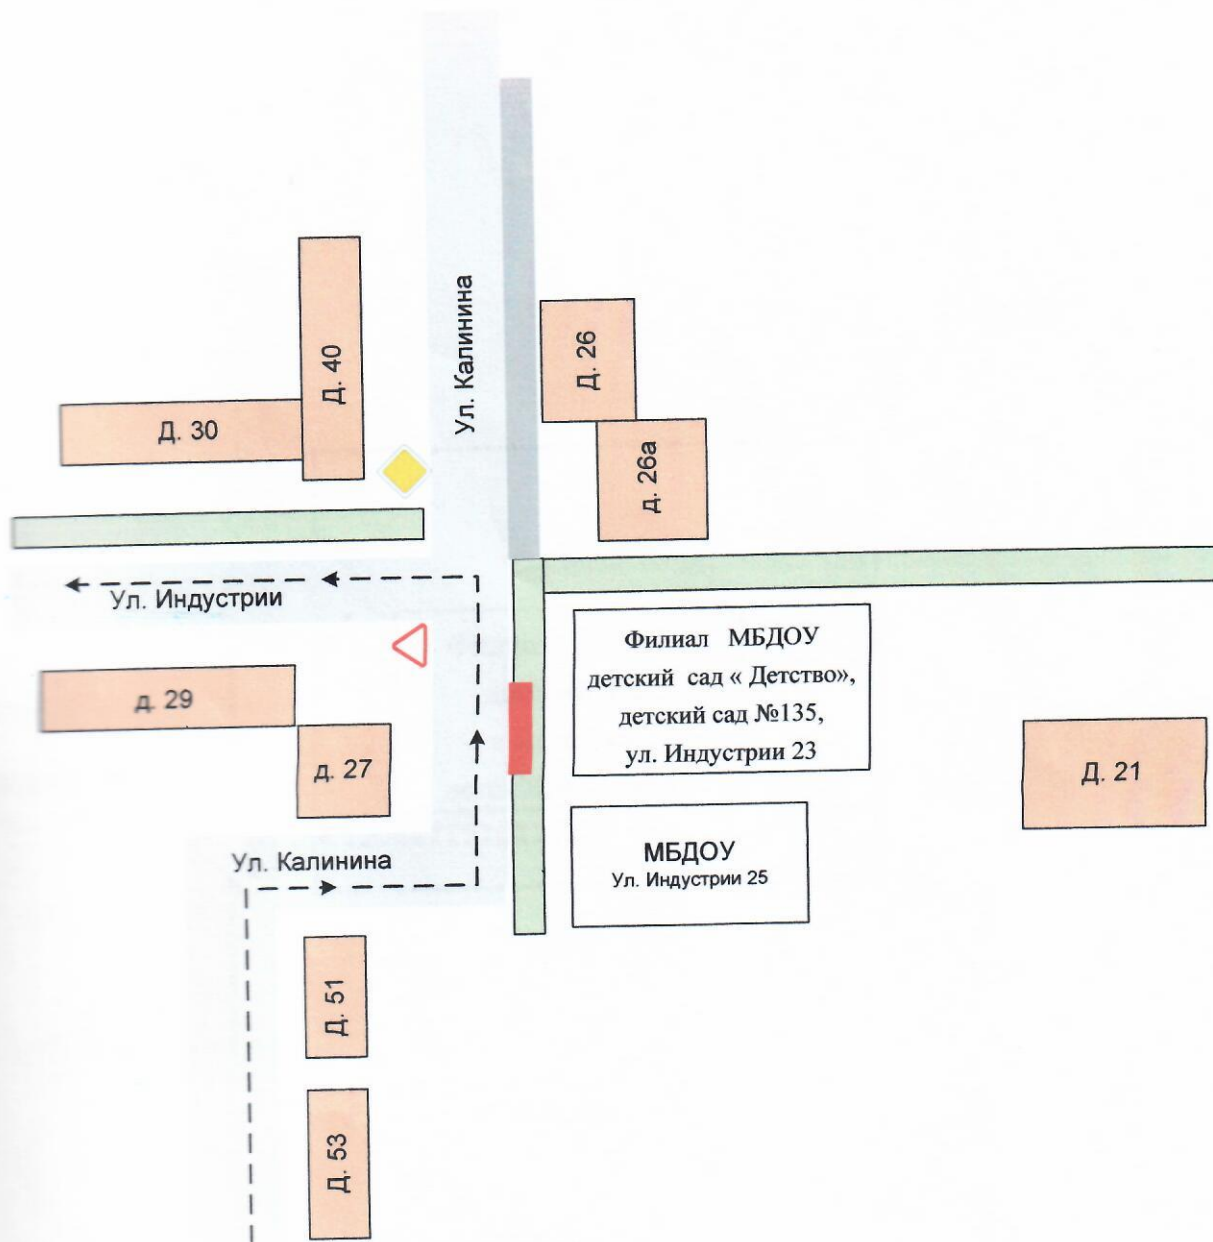 Ул. Калинина
Д. 40
Д. 26
Д. 30
д. 26а
Ул. Индустрии
Филиал МБДОУ
детский сад « Детство»,
детский сад №135,
ул. Индустрии 23
д. 29
д. 27
Д. 21
Ул. Калинина
МБДОУ
Ул. Индустрии 25
Д. 51
Д. 53